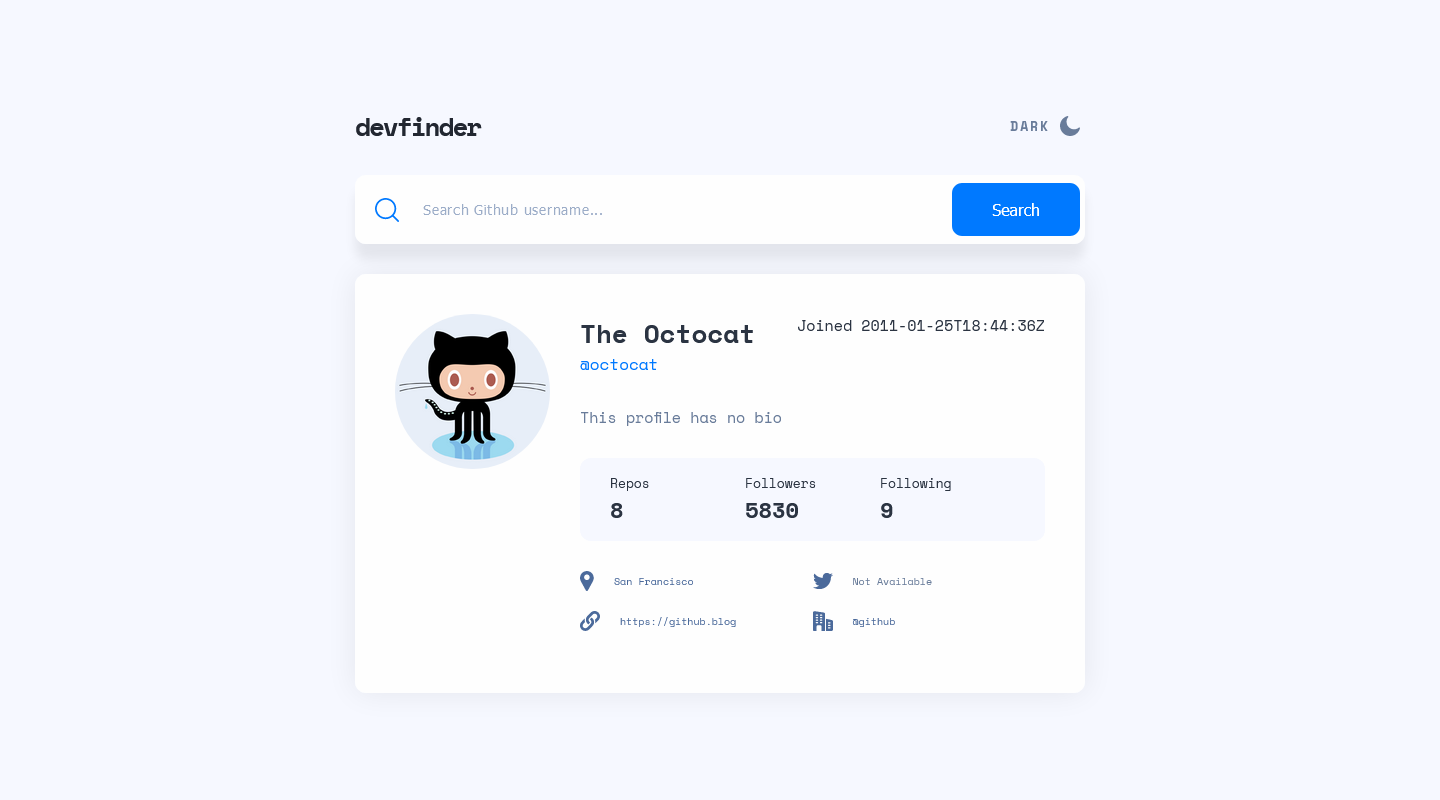 devfinder
DARK
Search Github username...
Search
The Octocat
Joined 2011-01-25T18:44:36Z
@octocat
This profile has no bio
Repos Followers Following
8 5830 9
San Francisco Not Available
https://github.blog @github